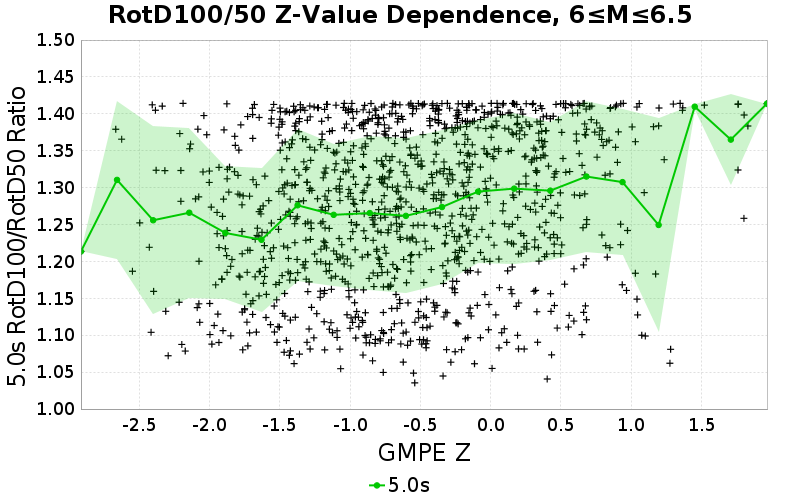 RotD100/50 Z-Value Dependence, 6≤M≤6.5
1.50
1.45
1.40
1.35
1.30
1.25
1.20
1.15
1.10
1.05
1.00
5.0s RotD100/RotD50 Ratio
-2.5 -2.0 -1.5 -1.0 -0.5 0.0 0.5 1.0 1.5
GMPE Z
5.0s